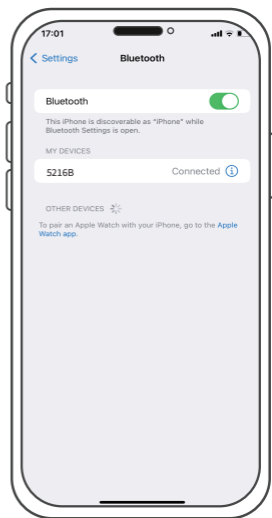 17:01
Settings
Bluetooth
Bluetooth
This iPhone is discoverable as "iPhone" while
Bluetooth Settings is open.
MY DEVICES
5216B
Connected
OTHER DEVICES
To pair an Apple Watch with your iPhone, go to the Apple
Watch app.